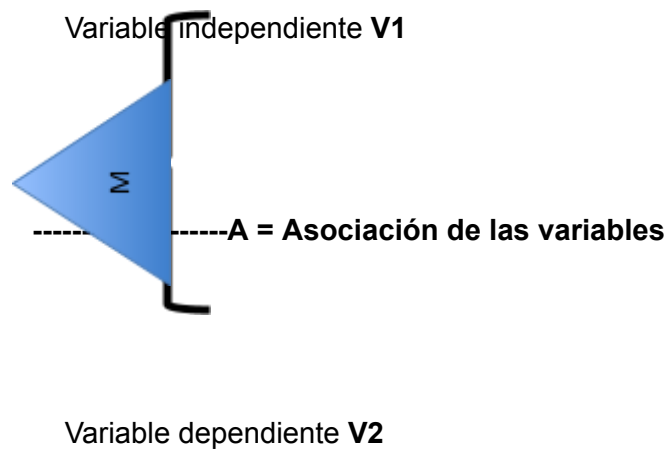 Variable independiente V1
M
------ ------A = Asociación de las variables
Variable dependiente V2